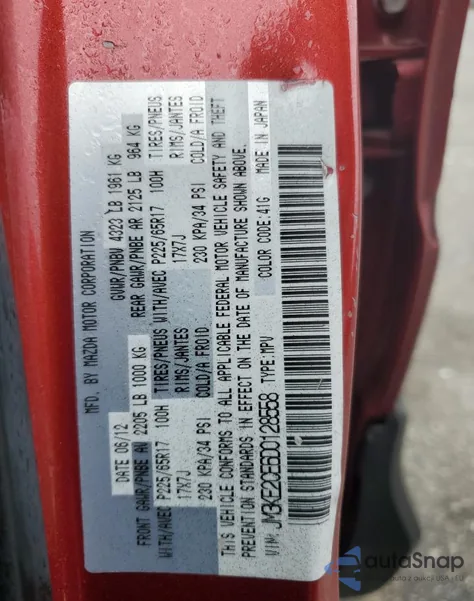 MFD. BY MAZDA MOTOR CORPORATION
DATE 06/12 GVWR/PNBV 4323 LB 1961 KG
FRONT GAWR/PNBE AV 2205 LB 1000 KG REAR GAWR/PNBE AR 2125 LB 964 KG
WITH/AVEC P225/65R17 100H TIRES/PNEUS WITH/AVEC P225/65R17 100H TIRES/PNEUS
17X7J RIMS/JANTES 17X7J RIMS/JANTES
230 KPA/34 PSI COLD/A FROID 230 KPA/34 PSI COLD/A FROID
THIS VEHICLE CONFORMS TO ALL APPLICABLE FEDERAL MOTOR VEHICLE SAFETY AND THEFT
PREVENTION STANDARDS IN EFFECT ON THE DATE OF MANUFACTURE SHOWN ABOVE.
VIN: JM3KE2CE6D0128558 TYPE: MPV COLOR CODE: 41G MADE IN JAPAN
autoSnap